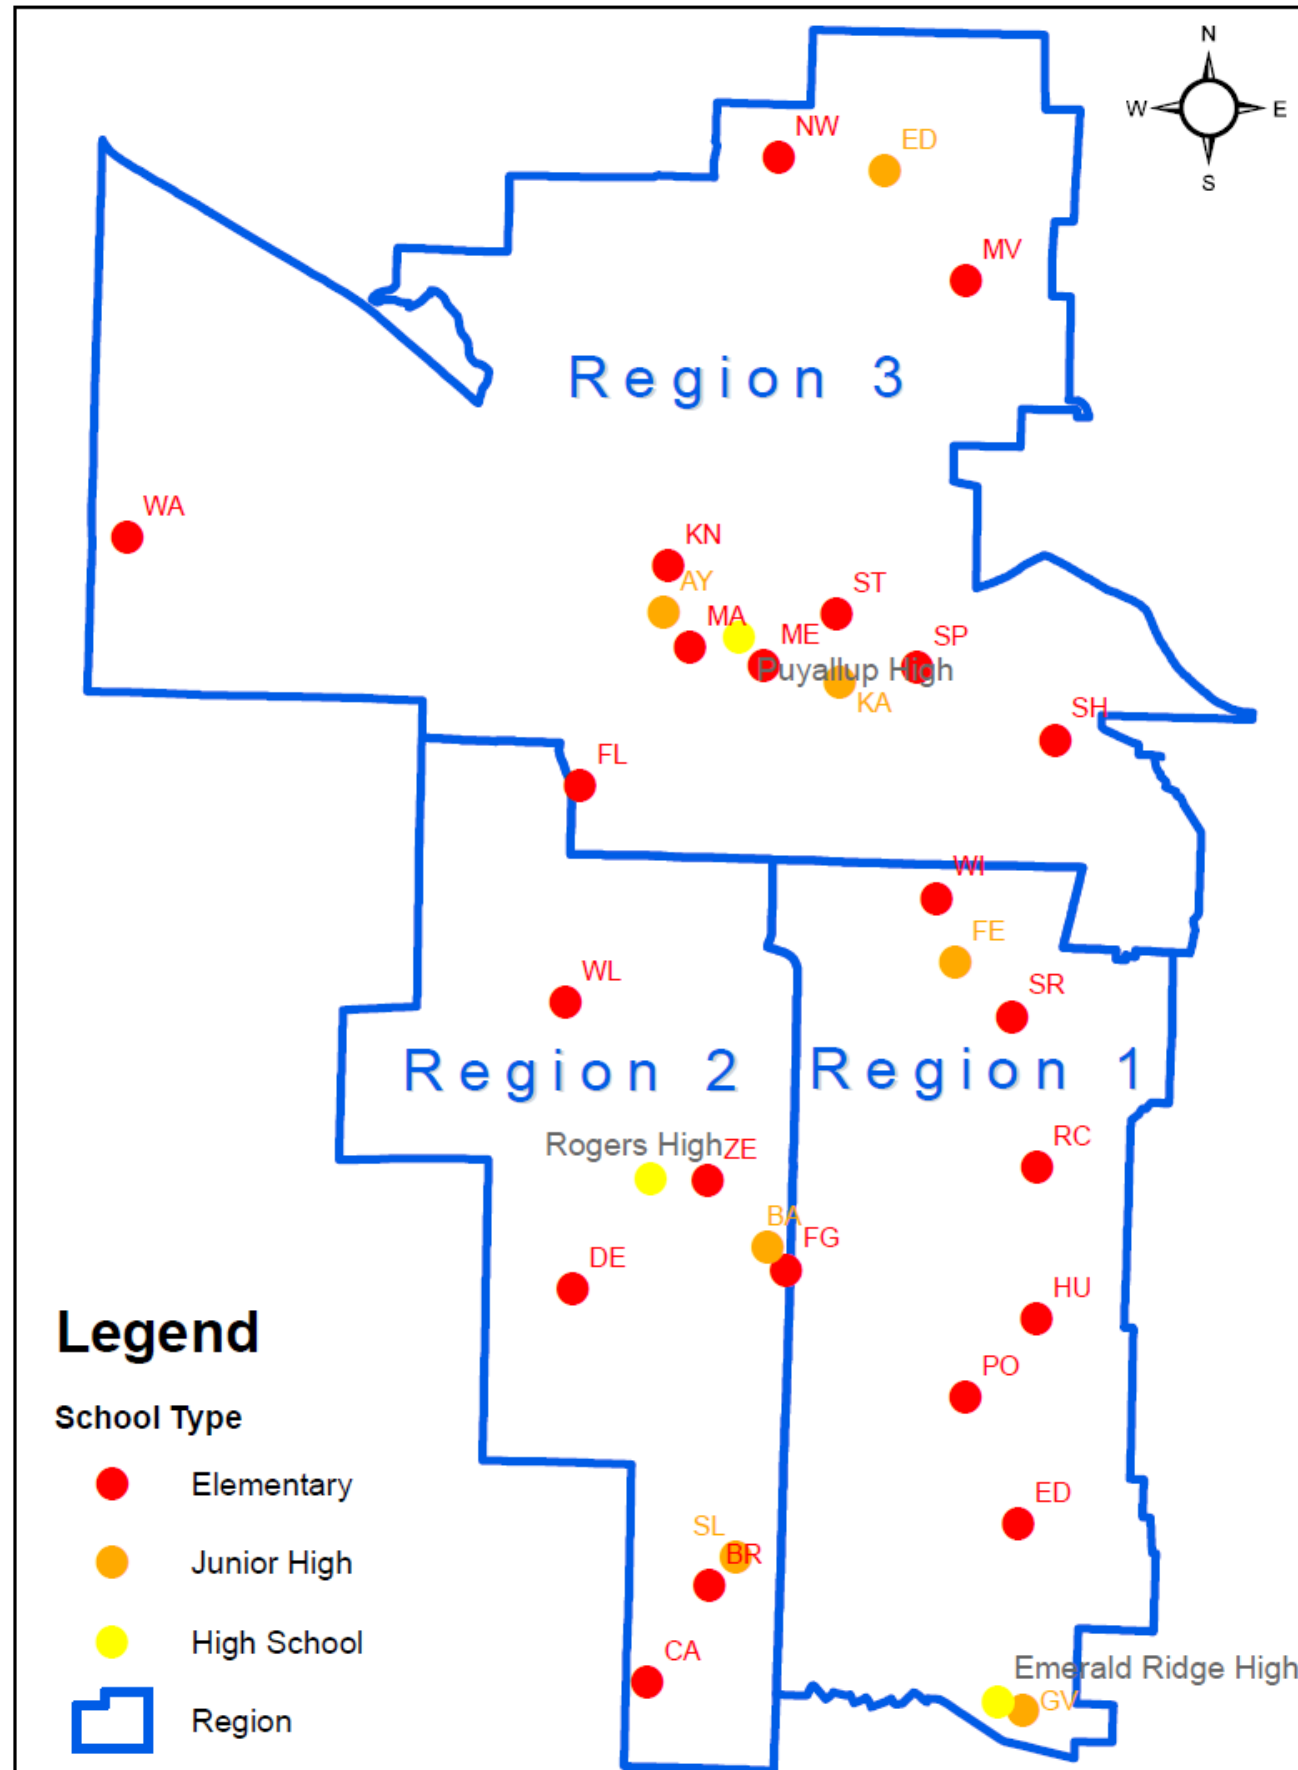 N
W E
S
NW
ED
MV
Region 3
WA
KN
AY
ST
MA
ME
SP
Puyallup High
KA
SH
FL
WI
FE
WL
SR
Region 2
Region 1
Rogers High
ZE
RC
BA
FG
DE
HU
PO
Legend
School Type
Elementary
Junior High
High School
Region
ED
SL
BR
CA
Emerald Ridge High
GV